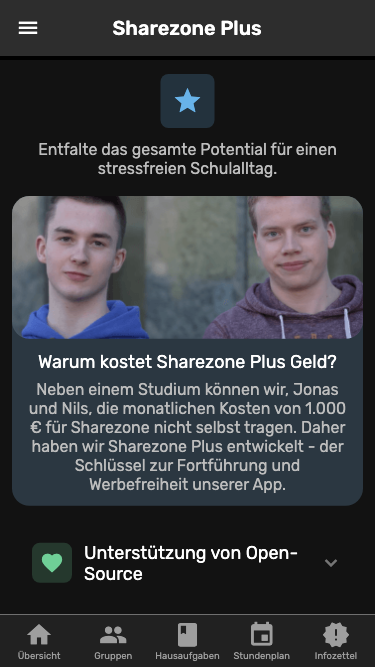 Sharezone Plus
Entfalte das gesamte Potential für einen
stressfreien Schulalltag.
Warum kostet Sharezone Plus Geld?
Neben einem Studium können wir, Jonas
und Nils, die monatlichen Kosten von 1.000
€ für Sharezone nicht selbst tragen. Daher
haben wir Sharezone Plus entwickelt - der
Schlüssel zur Fortführung und
Werbefreiheit unserer App.
Unterstützung von Open-
Source
Übersicht
Gruppen
Hausaufgaben
Stundenplan
Infozettel